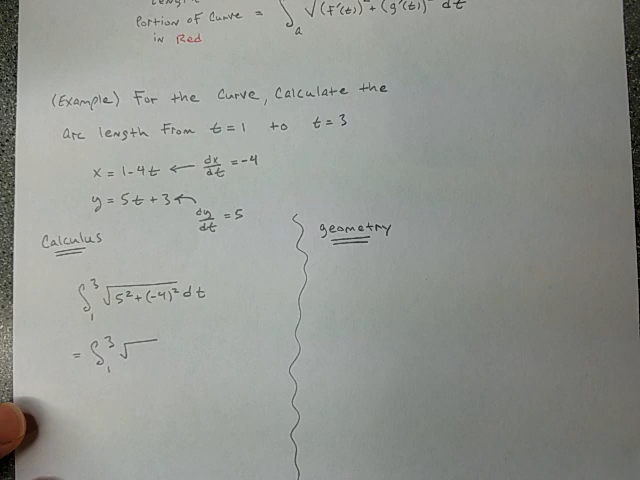 Portion of Curve = ∫ₐ √(f'(t))² + (g'(t))² dt
in Red
(Example) For the Curve, Calculate the
arc length From t = 1 to t = 3
x = 1-4t ← dx/dt = -4
y = 5t + 3 ← dy/dt = 5
Calculus
∫₁³ √5²+(-4)² dt
= ∫₁³ √
geometry